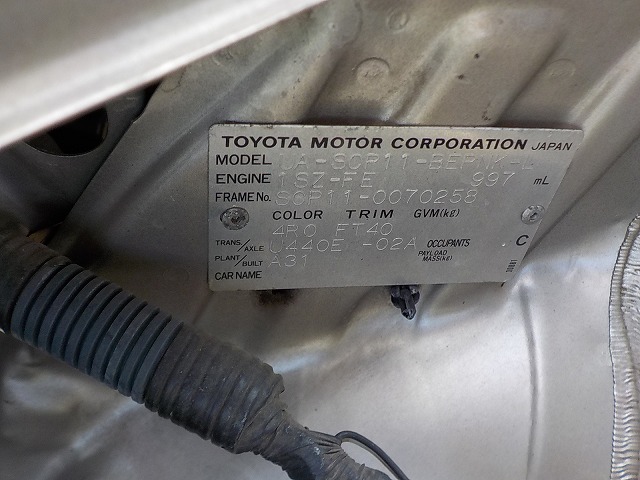 TOYOTA MOTOR CORPORATION JAPAN
MODEL UA-SCP11-BEPNK-L
ENGINE 1SZ-FE 997 mL
FRAME No. SCP11-0070258
COLOR TRIM GVM(kg)
4R0 FT40
TRANS./AXLE U440E -02A OCCUPANTS C
PLANT/BUILT A31 PAYLOAD MASS(kg)
CAR NAME